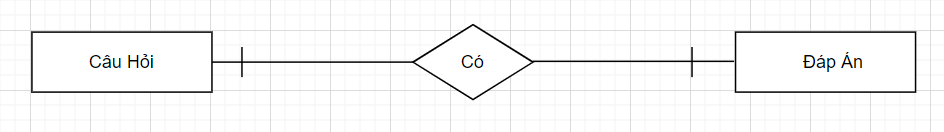 Câu Hỏi
Có
Đáp Án